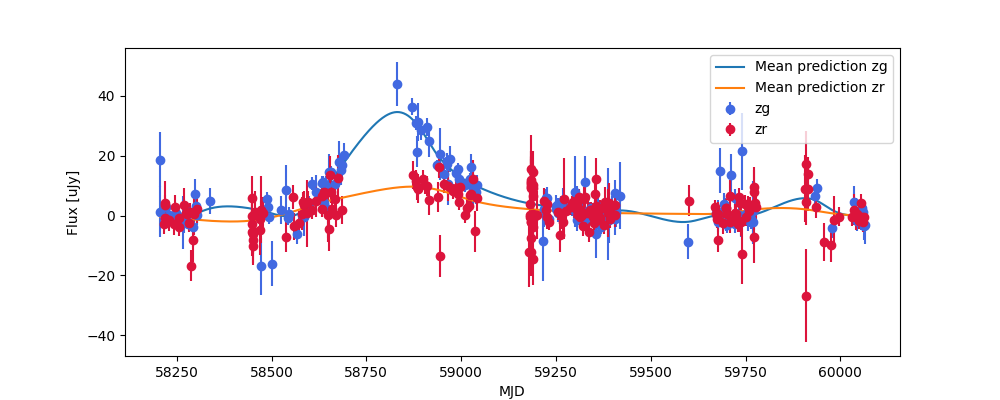 Mean prediction zg
Mean prediction zr
zg
zr
Flux [uJy]
40
20
0
−20
−40
58250
58500
58750
59000
59250
59500
59750
60000
MJD